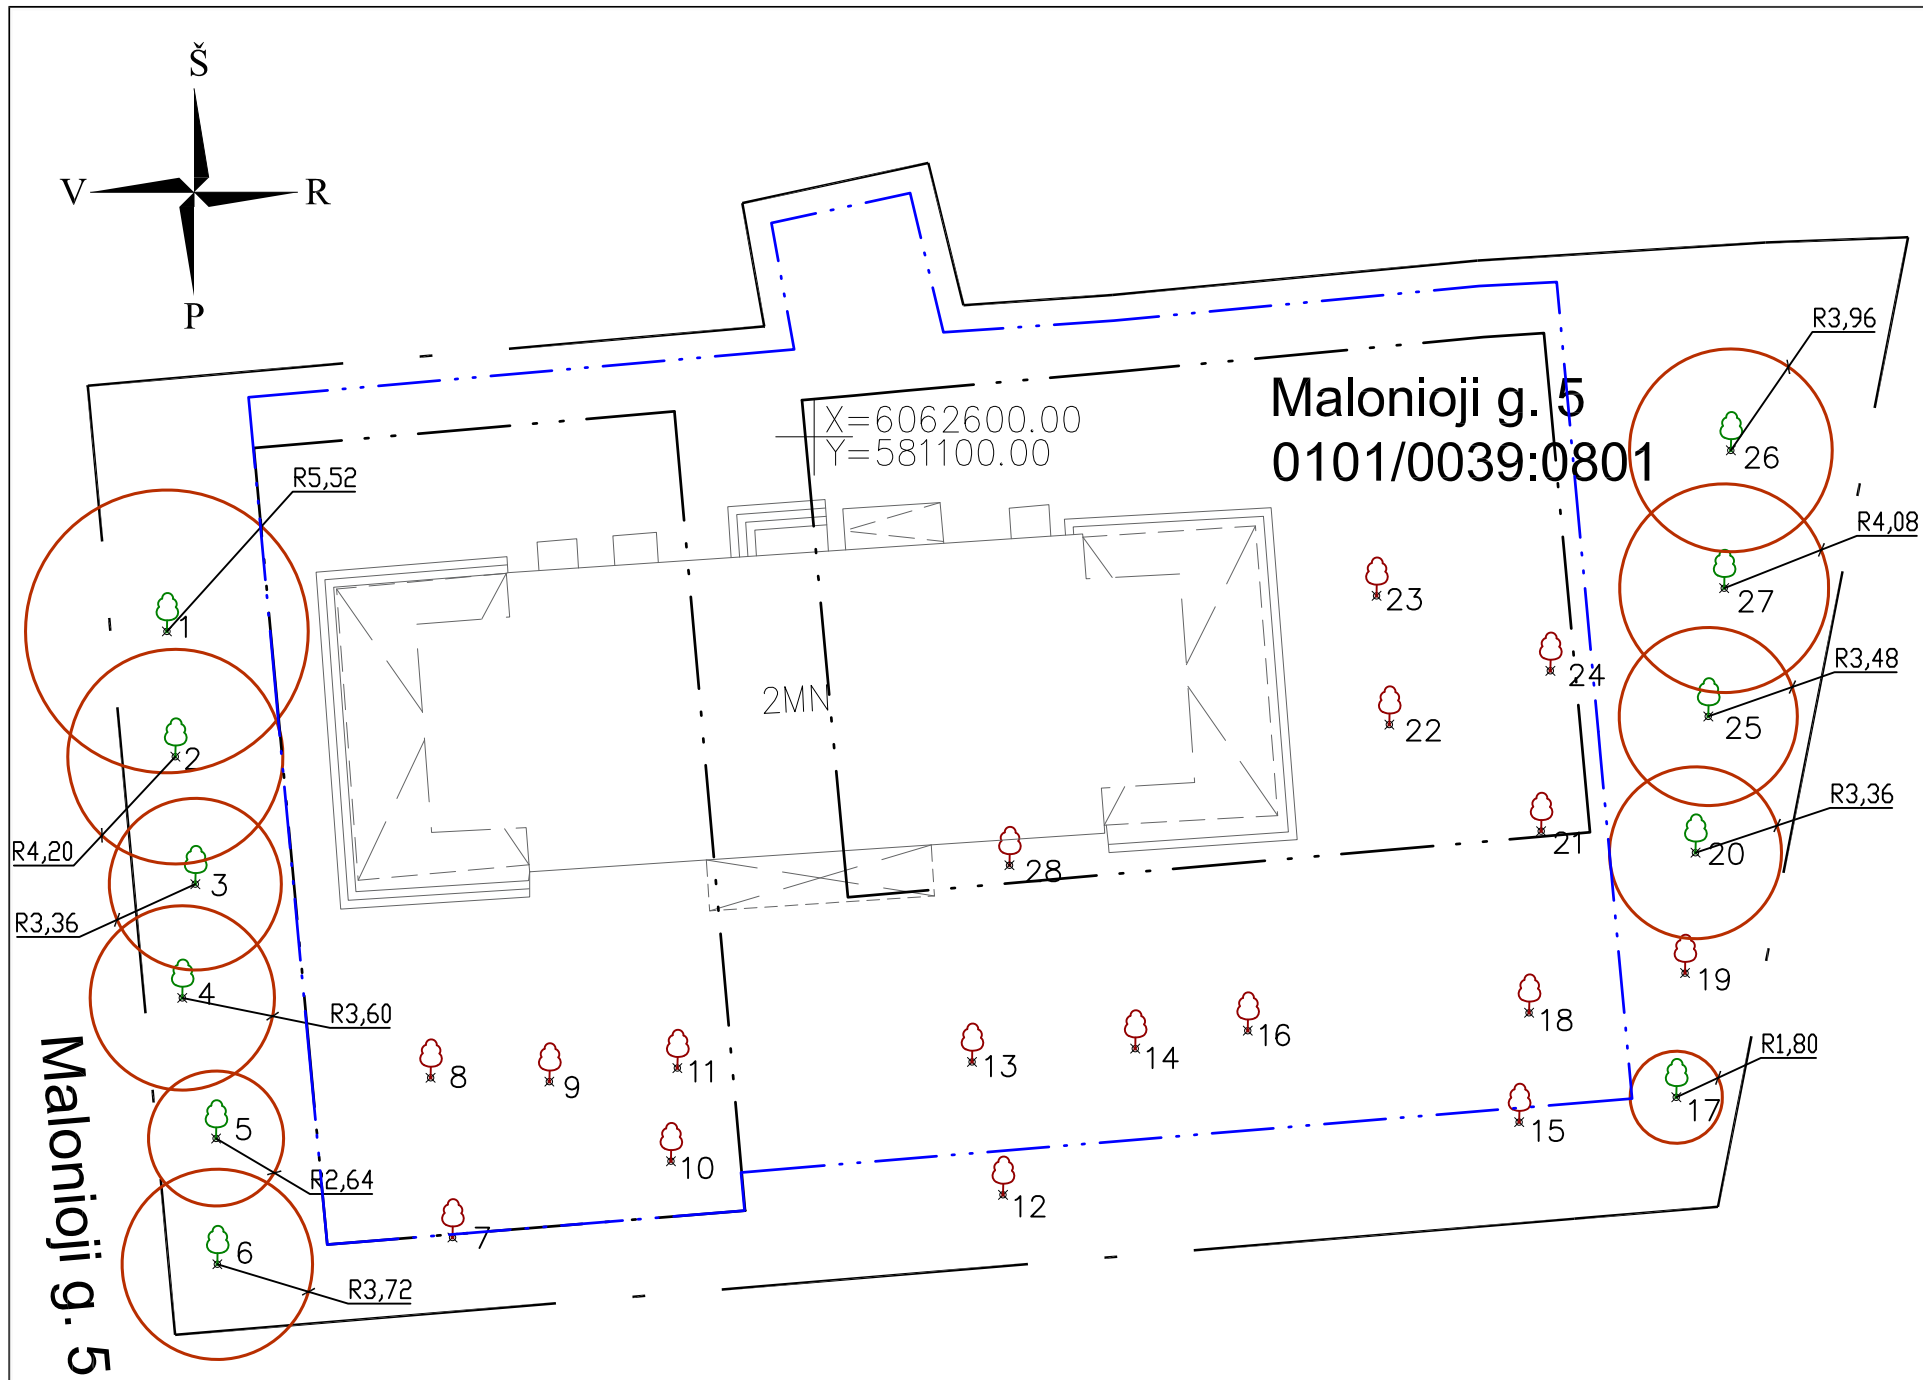 Š
V
R
P
R3,96
Malonioji g. 5
0101/0039:0801
X=6062600.00
Y=581100.00
26
R5,52
R4,08
27
23
1
R3,48
24
25
2MN
22
2
R3,36
R4,20
21
20
28
3
R3,36
19
4
R3,60
18
16
14
13
R1,80
11
8
9
17
15
5
10
R2,64
12
7
6
R3,72
Malonioji g. 5